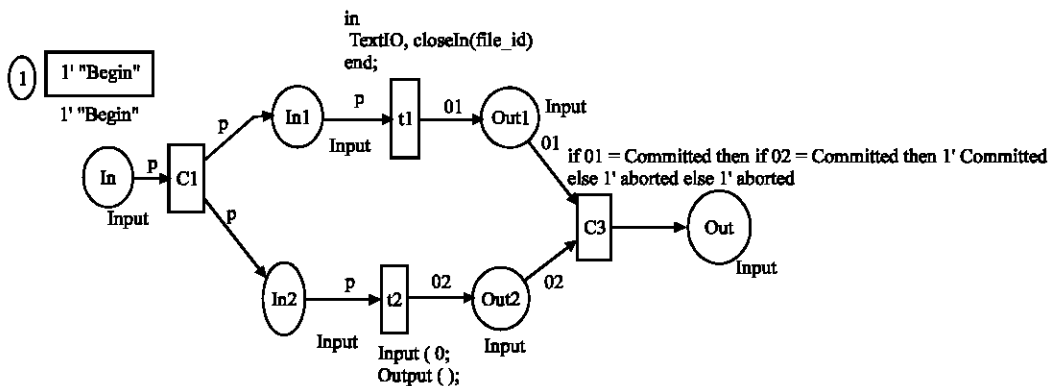 in
TextIO, closeIn(file_id)
end;
1
1' "Begin"
1' "Begin"
In
p
Input
C1
p
p
In1
p
Input
t1
01
Out1
Input
01
if 01 = Committed then if 02 = Committed then 1' Committed
else 1' aborted else 1' aborted
C3
Out
Input
In2
p
Input
t2
02
Out2
02
Input
Input ( 0;
Output ( );